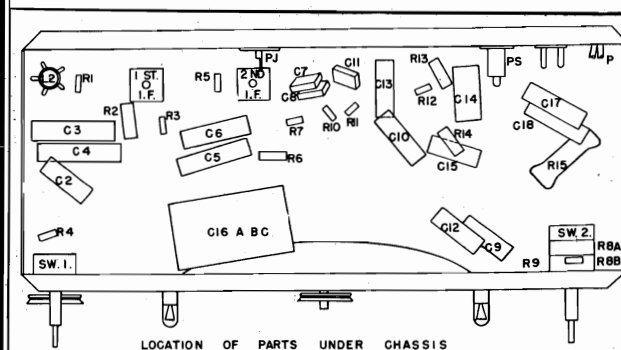 PJ
PS
P
L2
R1
1 ST.
I.F.
R5
2 ND
I.F.
C7
C8
C11
C13
R13
R12
C14
C17
C18
R2
R3
R7
R10
R11
C3
C4
C6
C5
R6
C10
R14
C15
R15
C2
C16 A BC
C12
C9
R4
SW. 1.
R9
SW. 2.
R8A
R8B
LOCATION OF PARTS UNDER CHASSIS